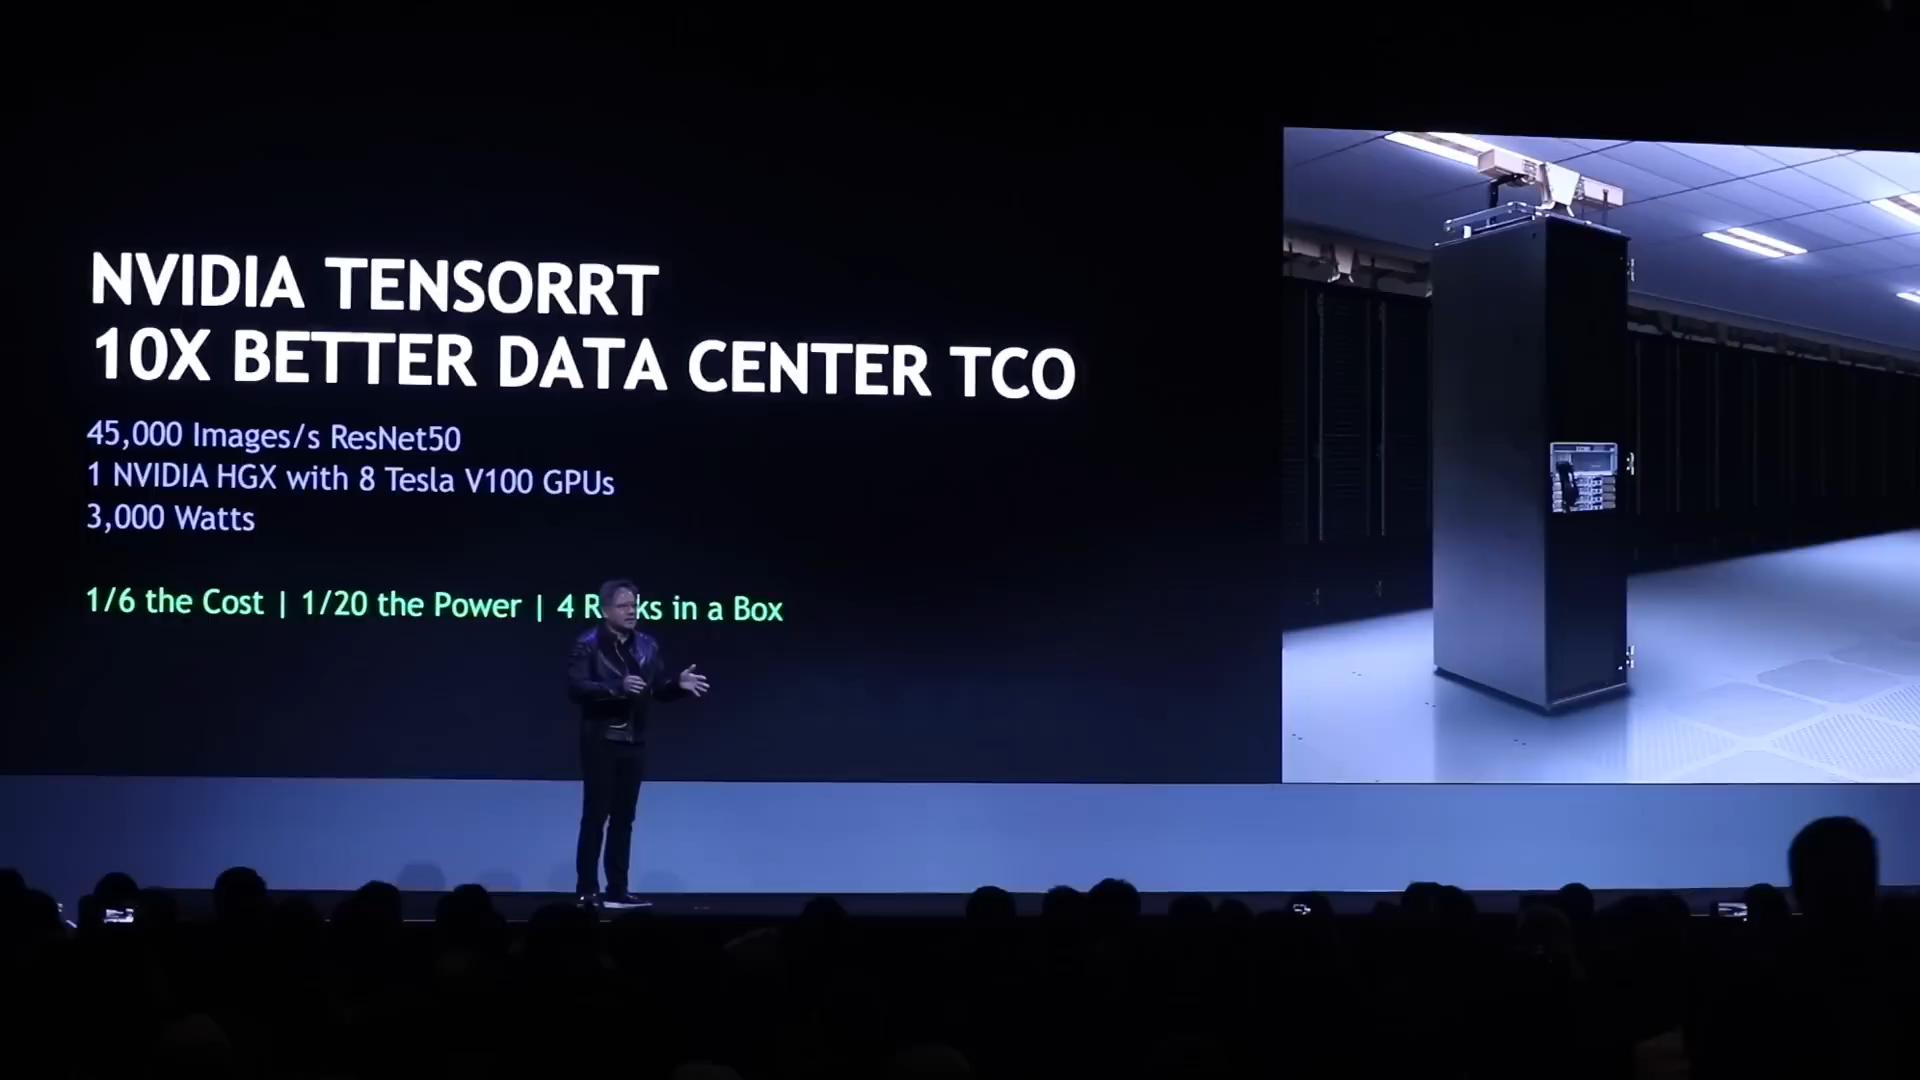 NVIDIA TENSORRT
10X BETTER DATA CENTER TCO
45,000 Images/s ResNet50
1 NVIDIA HGX with 8 Tesla V100 GPUs
3,000 Watts
1/6 the Cost | 1/20 the Power | 4 R ks in a Box